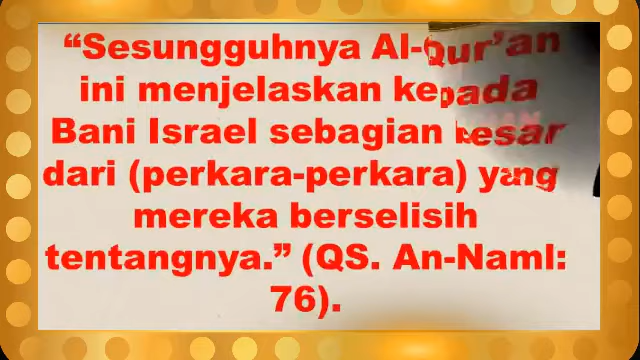 “Sesungguhnya Al-Qur’an
ini menjelaskan kepada
Bani Israel sebagian besar
dari (perkara-perkara) yang
mereka berselisih
tentangnya.” (QS. An-Naml:
76).